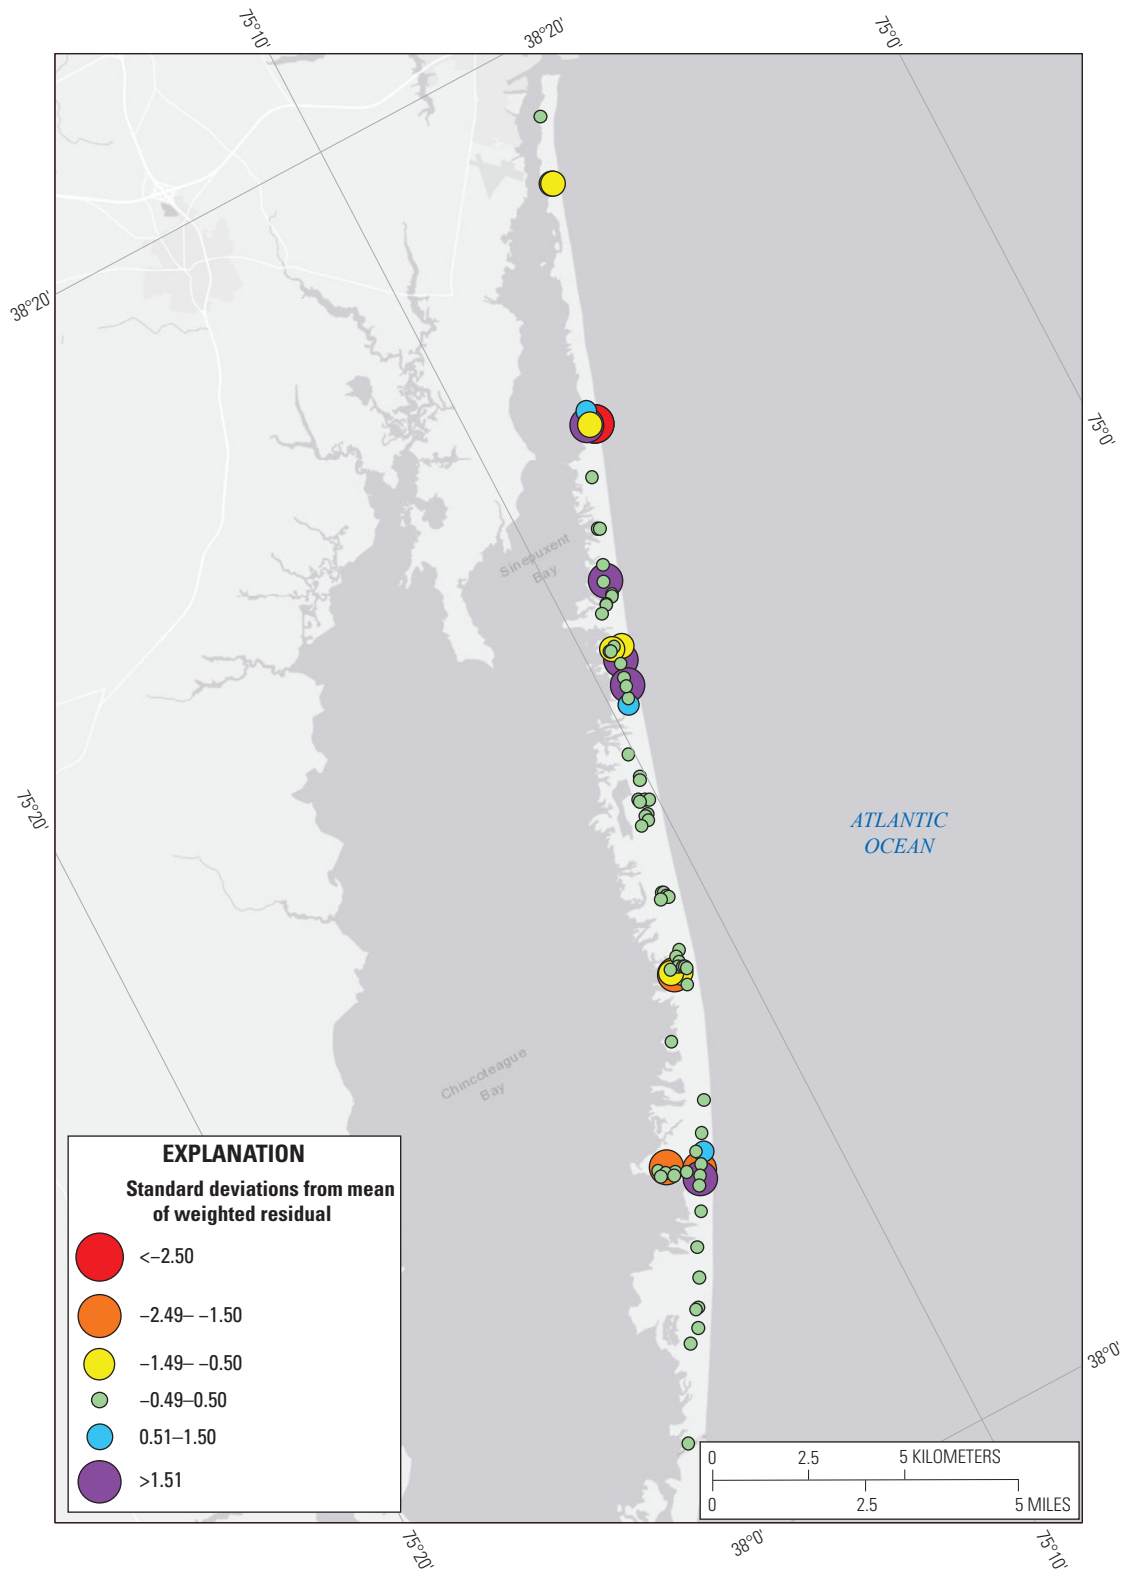 75°10'
38°20'
75°0'
38°20'
75°0'
Sinepuxent
Bay
75°20'
ATLANTIC
OCEAN
Chincoteague
Bay
EXPLANATION
Standard deviations from mean
of weighted residual
<−2.50
−2.49– −1.50
−1.49– −0.50
−0.49–0.50
0.51–1.50
>1.51
38°0'
0 2.5 5 KILOMETERS
0 2.5 5 MILES
75°20'
38°0'
75°10'